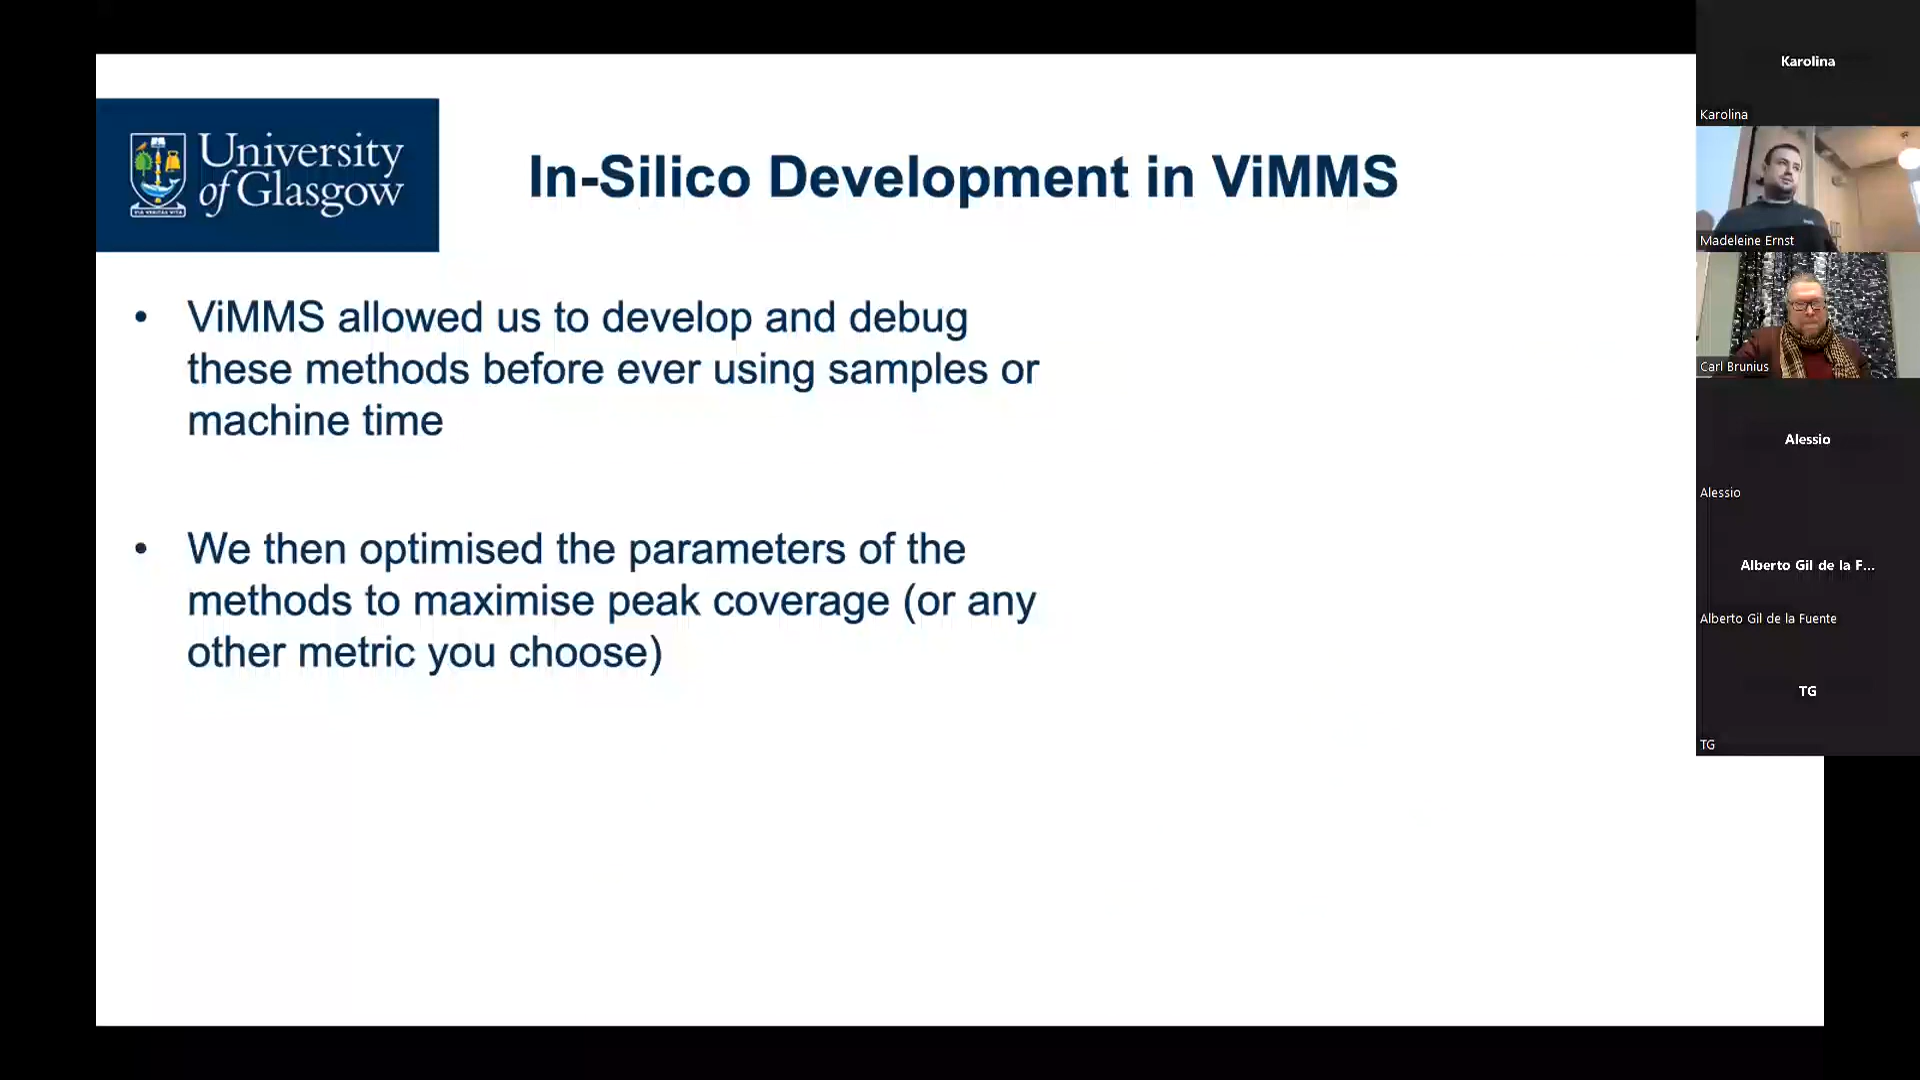 University
of Glasgow
VIA VERITAS VITA
In-Silico Development in ViMMS
• ViMMS allowed us to develop and debug
these methods before ever using samples or
machine time
• We then optimised the parameters of the
methods to maximise peak coverage (or any
other metric you choose)
Karolina
Karolina
Madeleine Ernst
Carl Brunius
Alessio
Alessio
Alberto Gil de la F...
Alberto Gil de la Fuente
TG
TG